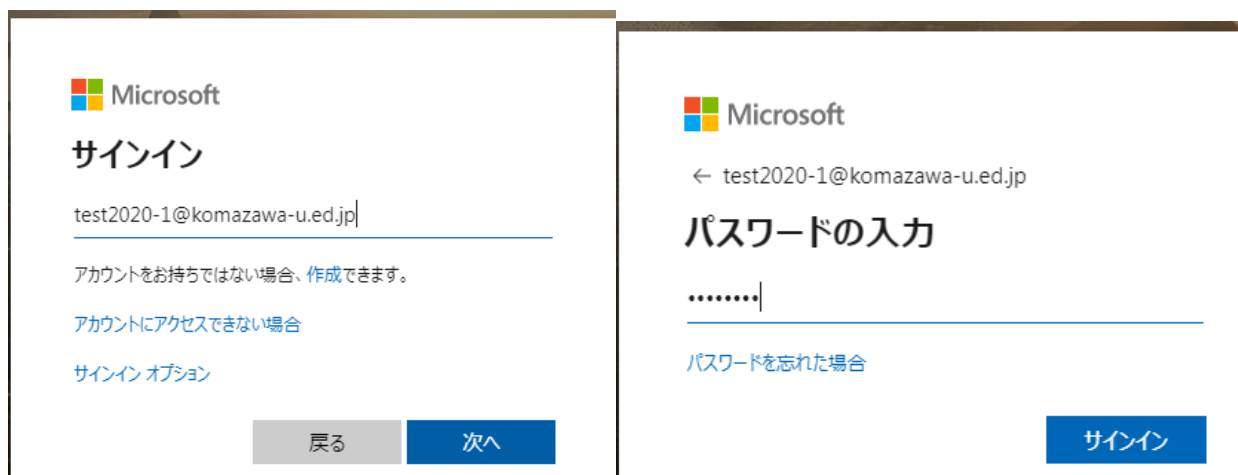 Microsoft
サインイン
test2020-1@komazawa-u.ed.jp
アカウントをお持ちではない場合、作成できます。
アカウントにアクセスできない場合
サインイン オプション
戻る
次へ
Microsoft
← test2020-1@komazawa-u.ed.jp
パスワードの入力
••••••••
パスワードを忘れた場合
サインイン